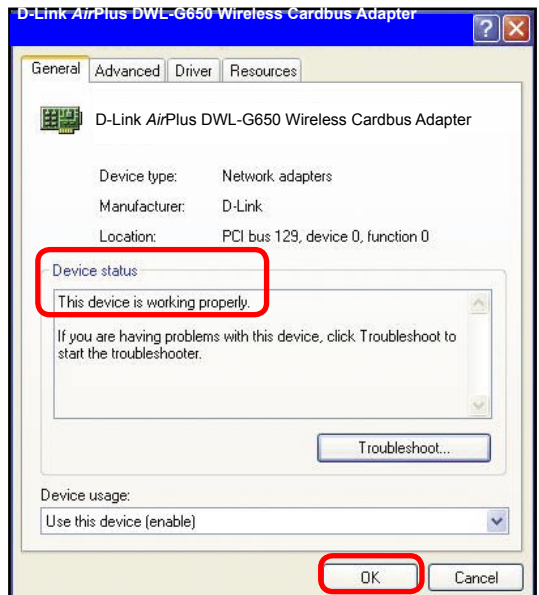 D-Link AirPlus DWL-G650 Wireless Cardbus Adapter
General Advanced Driver Resources
D-Link AirPlus DWL-G650 Wireless Cardbus Adapter
Device type: Network adapters
Manufacturer: D-Link
Location: PCI bus 129, device 0, function 0
Device status
This device is working properly.
If you are having problems with this device, click Troubleshoot to
start the troubleshooter.
Troubleshoot...
Device usage:
Use this device (enable)
OK Cancel